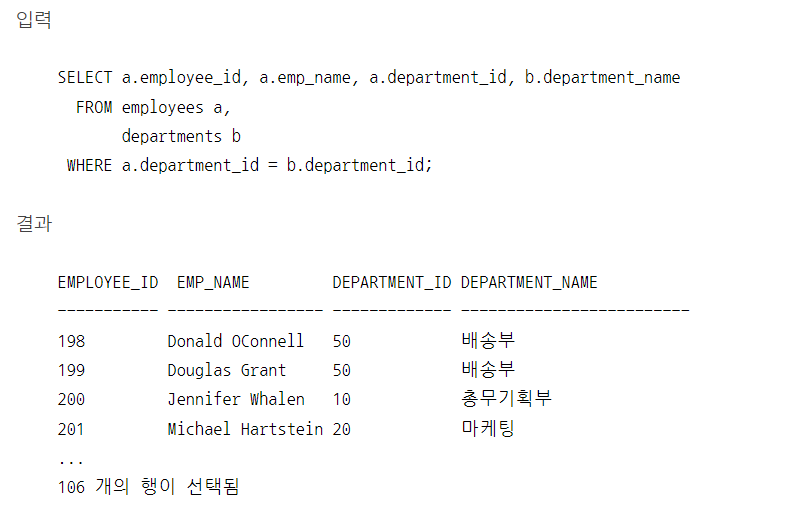 입력
SELECT a.employee_id, a.emp_name, a.department_id, b.department_name
FROM employees a,
departments b
WHERE a.department_id = b.department_id;
결과
EMPLOYEE_ID EMP_NAME DEPARTMENT_ID DEPARTMENT_NAME
----------- ----------------- ------------- -------------------------
198 Donald OConnell 50 배송부
199 Douglas Grant 50 배송부
200 Jennifer Whalen 10 총무기획부
201 Michael Hartstein 20 마케팅
...
106 개의 행이 선택됨